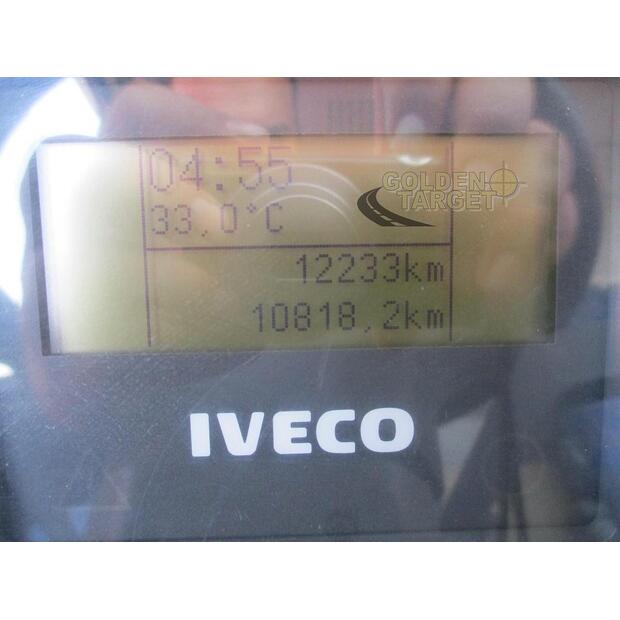 04:55
GOLDEN
TARGET
33,0°C
12233km
10818,2km
IVECO